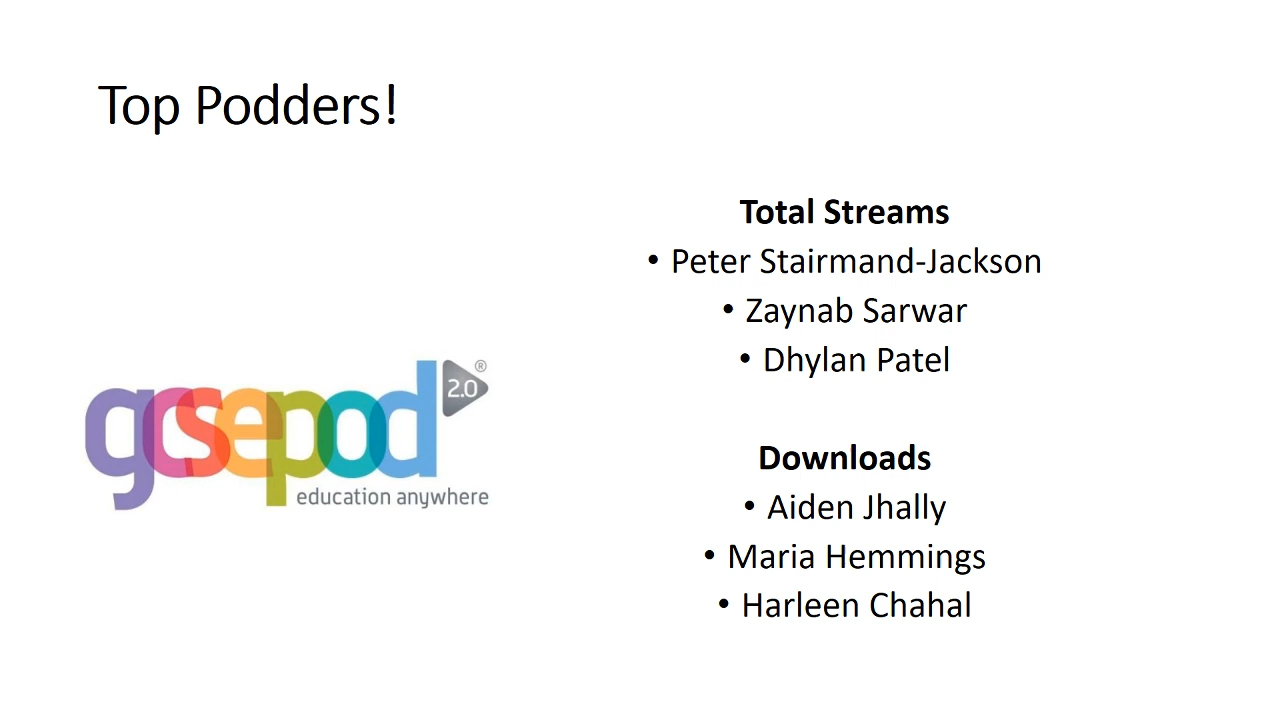 Top Podders!
Total Streams
• Peter Stairmand-Jackson
• Zaynab Sarwar
• Dhylan Patel
Downloads
• Aiden Jhally
• Maria Hemmings
• Harleen Chahal
gcsepod 2.0 ®
education anywhere